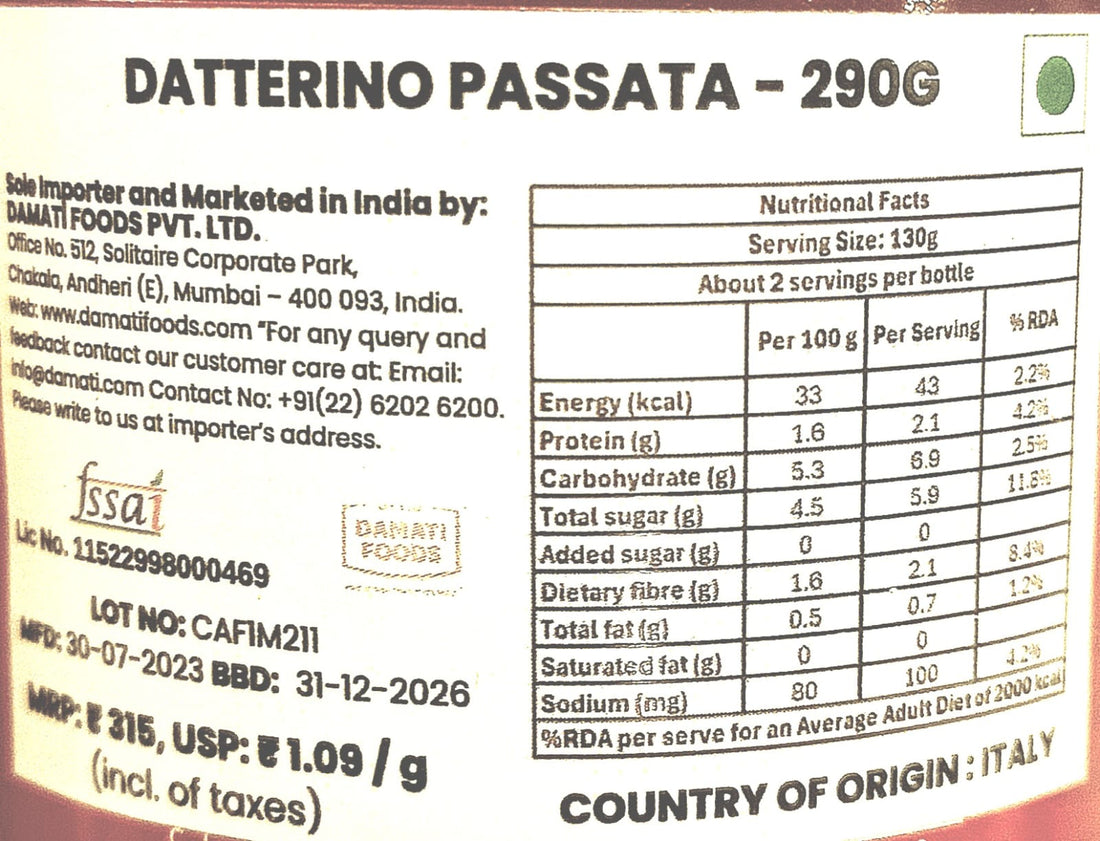 DATTERINO PASSATA - 290G
Sole Importer and Marketed in India by:
DAMATI FOODS PVT. LTD.
Office No. 512, Solitaire Corporate Park,
Chakala, Andheri (E), Mumbai – 400 093, India.
Web: www.damatifoods.com "For any query and
feedback contact our customer care at: Email:
info@damati.com Contact No: +91(22) 6202 6200.
Please write to us at importer's address.
fssai
Lic No. 11522998000469
DAMATI
FOODS
LOT NO: CAF1M211
MFD: 30-07-2023 BBD: 31-12-2026
MRP: ₹ 315, USP: ₹ 1.09 / g
(incl. of taxes)
Nutritional Facts
Serving Size: 130g
About 2 servings per bottle
Per 100 g Per Serving % RDA
Energy (kcal) 33 43 2.2%
Protein (g) 1.6 2.1 4.2%
Carbohydrate (g) 5.3 6.9 2.5%
Total sugar (g) 4.5 5.9 11.8%
Added sugar (g) 0 0
Dietary fibre (g) 1.6 2.1 8.4%
Total fat (g) 0.5 0.7 1.2%
Saturated fat (g) 0 0
Sodium (mg) 80 100 4.2%
%RDA per serve for an Average Adult Diet of 2000 kcal
COUNTRY OF ORIGIN : ITALY